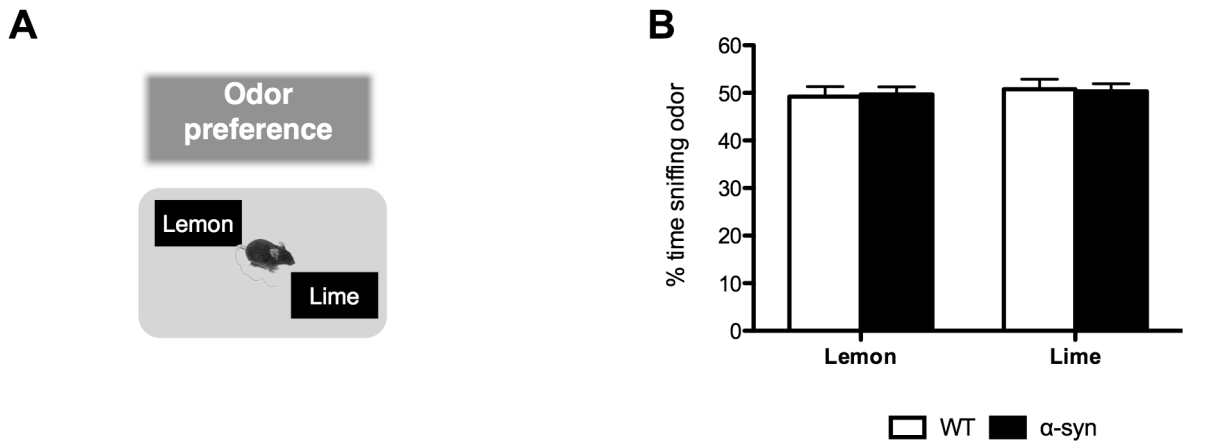 A
Odor
preference
Lemon
Lime
B
% time sniffing odor
60
50
40
30
20
10
0
Lemon
Lime
WT
α-syn